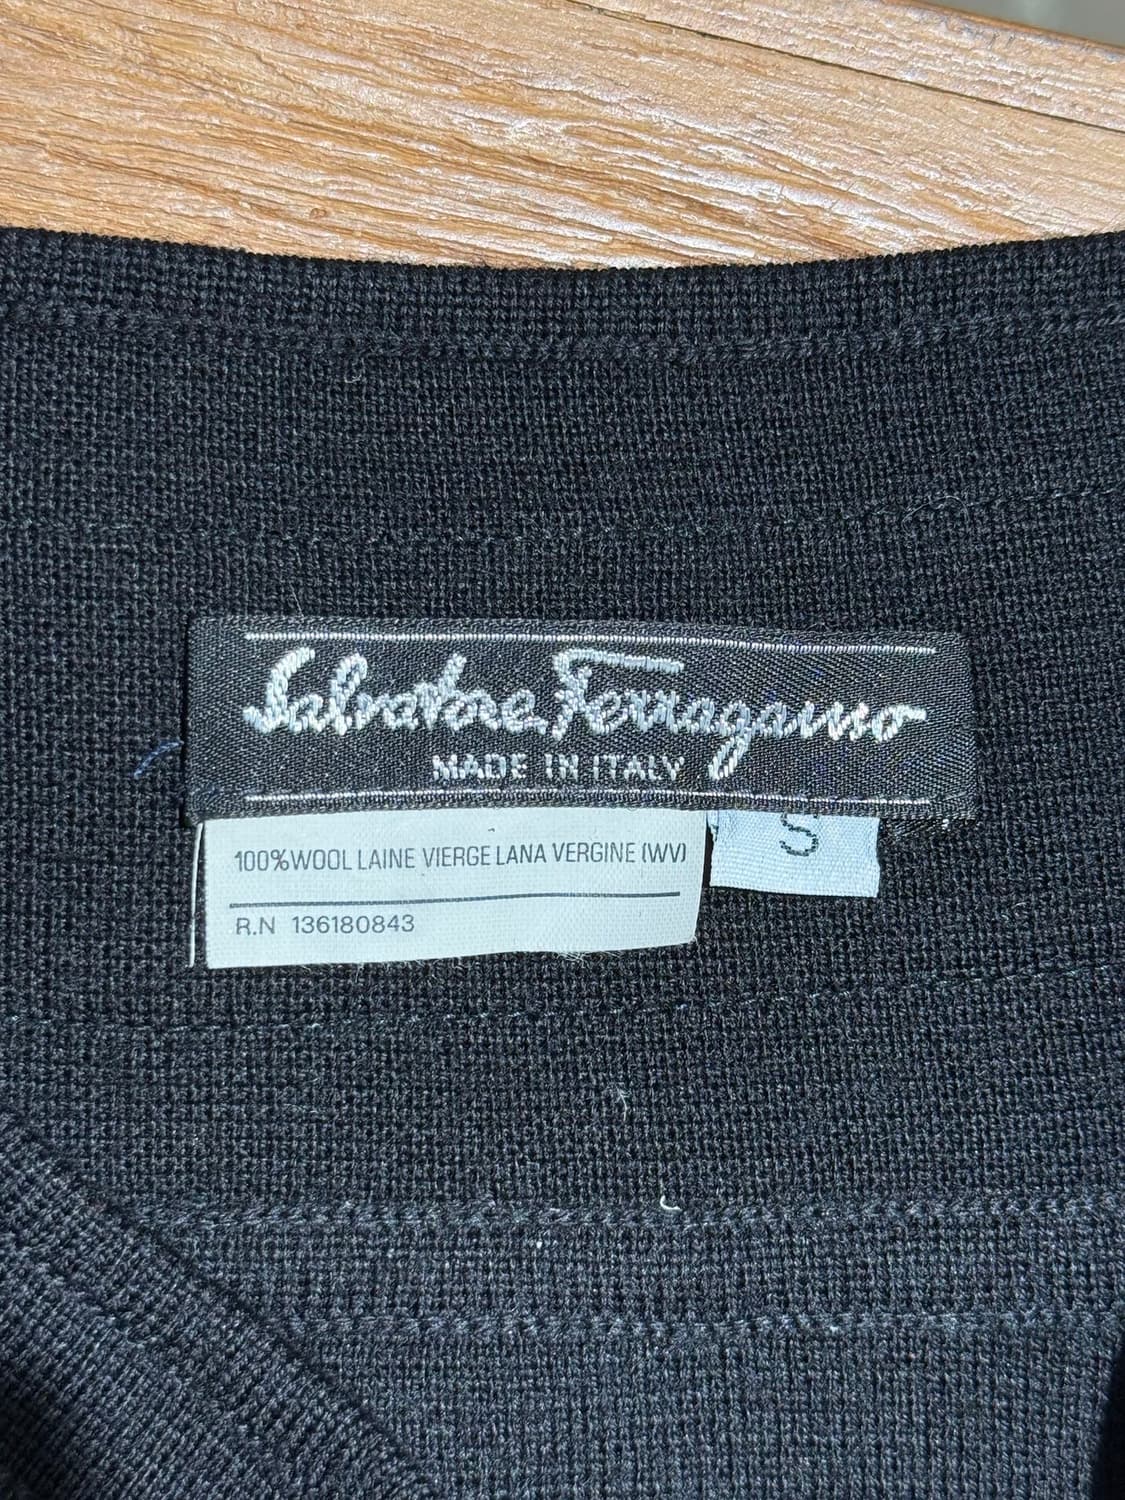 Salvatore Ferragamo
MADE IN ITALY
S
100%WOOL LAINE VIERGE LANA VERGINE (WV)
R.N 136180843